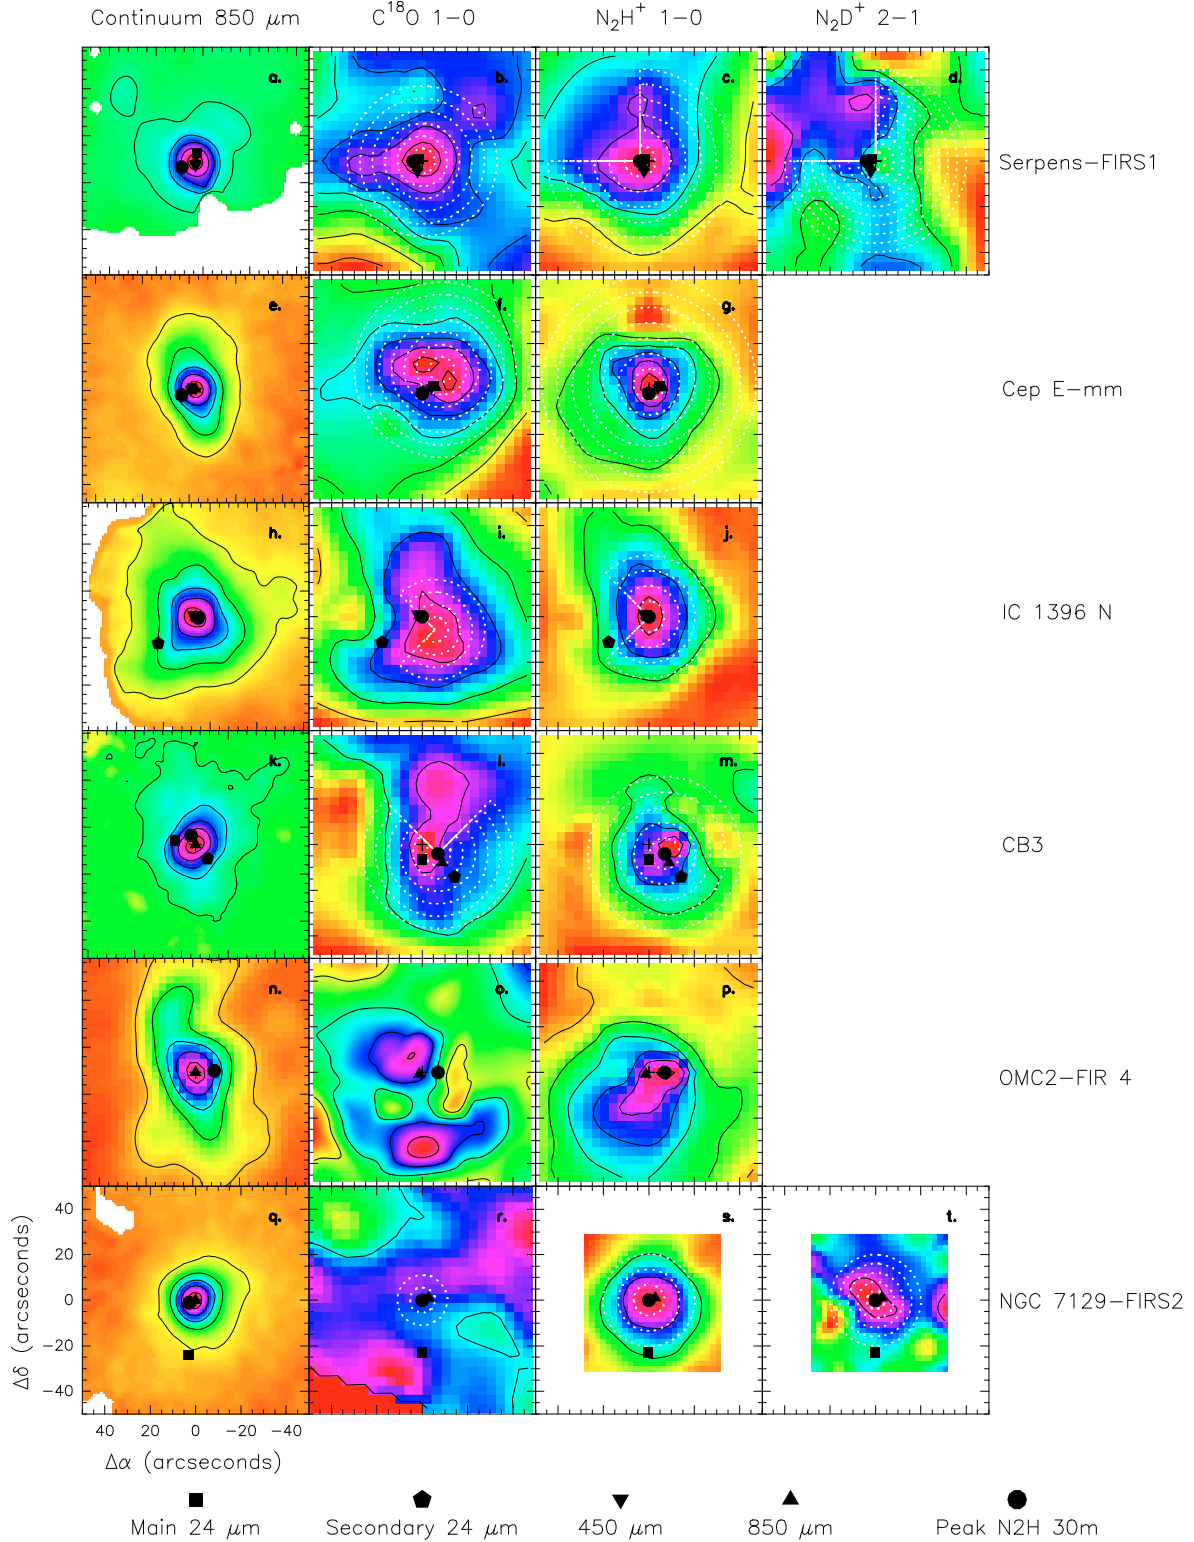 Continuum 850 μm
C¹⁸O 1−0
N₂H⁺ 1−0
N₂D⁺ 2−1
a.
b.
c.
d.
Serpens−FIRS1
e.
f.
g.
Cep E−mm
h.
i.
j.
IC 1396 N
k.
l.
m.
CB3
n.
o.
p.
OMC2−FIR 4
q.
r.
s.
t.
NGC 7129−FIRS2
40
20
0
−20
−40
Δδ (arcseconds)
40 20 0 −20 −40
Δα (arcseconds)
Main 24 μm
Secondary 24 μm
450 μm
850 μm
Peak N2H 30m